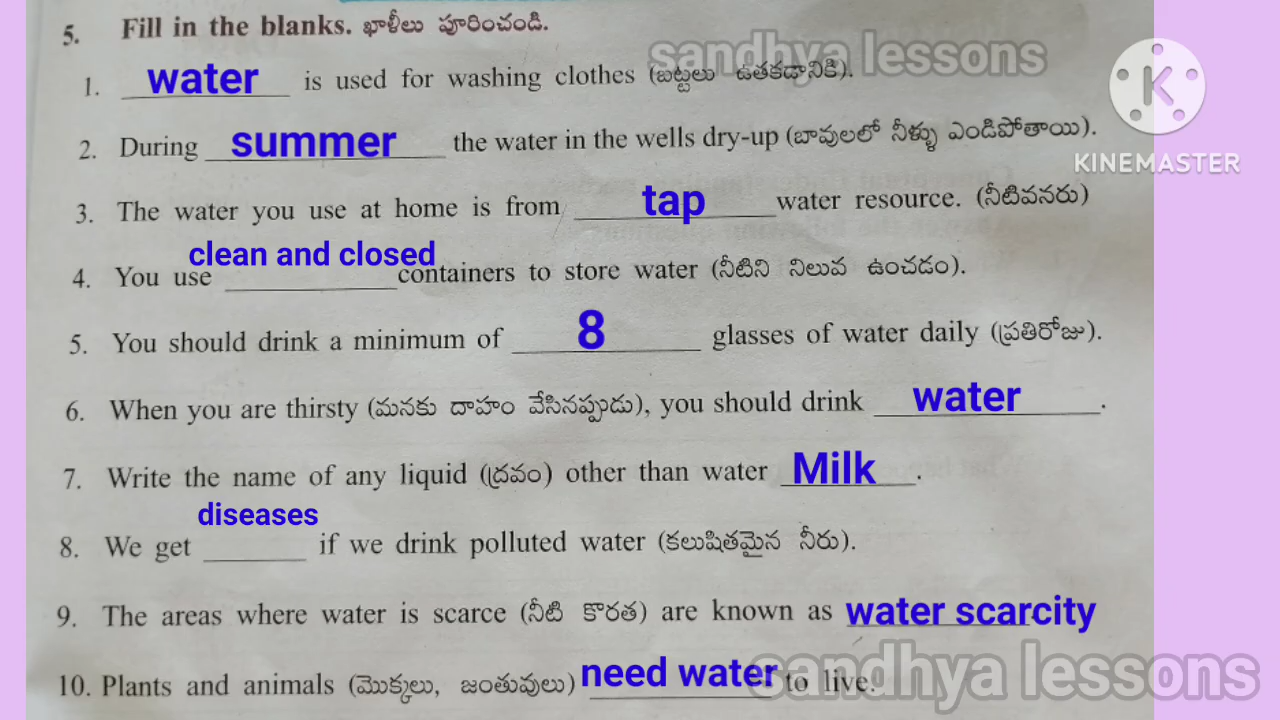 5. Fill in the blanks. ఖాళీలు పూరించండి.
sandhya lessons
1. water is used for washing clothes (బట్టలు ఉతకడానికి).
KINEMASTER
2. During summer the water in the wells dry-up (బావులలో నీళ్ళు ఎండిపోతాయి).
3. The water you use at home is from tap water resource. (నీటివనరు)
clean and closed
4. You use ________ containers to store water (నీటిని నిలువ ఉంచడం).
5. You should drink a minimum of 8 glasses of water daily (ప్రతిరోజు).
6. When you are thirsty (మనకు దాహం వేసినప్పుడు), you should drink water.
7. Write the name of any liquid (ద్రవం) other than water Milk.
diseases
8. We get ________ if we drink polluted water (కలుషితమైన నీరు).
9. The areas where water is scarce (నీటి కొరత) are known as water scarcity
10. Plants and animals (మొక్కలు, జంతువులు) need water to live.
sandhya lessons